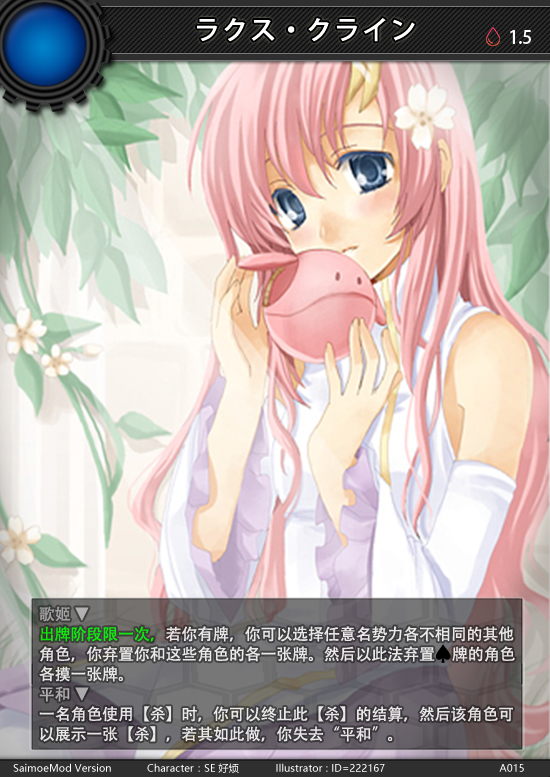 ラクス・クライン
1.5
歌姬▼
出牌阶段限一次，若你有牌，你可以选择任意名势力各不相同的其他
角色，你弃置你和这些角色的各一张牌。然后以此法弃置♠牌的角色
各摸一张牌。
平和▼
一名角色使用【杀】时，你可以终止此【杀】的结算，然后该角色可
以展示一张【杀】，若其如此做，你失去“平和”。
SaimoeMod Version Character : SE 好烦 Illustrator : ID=222167 A015